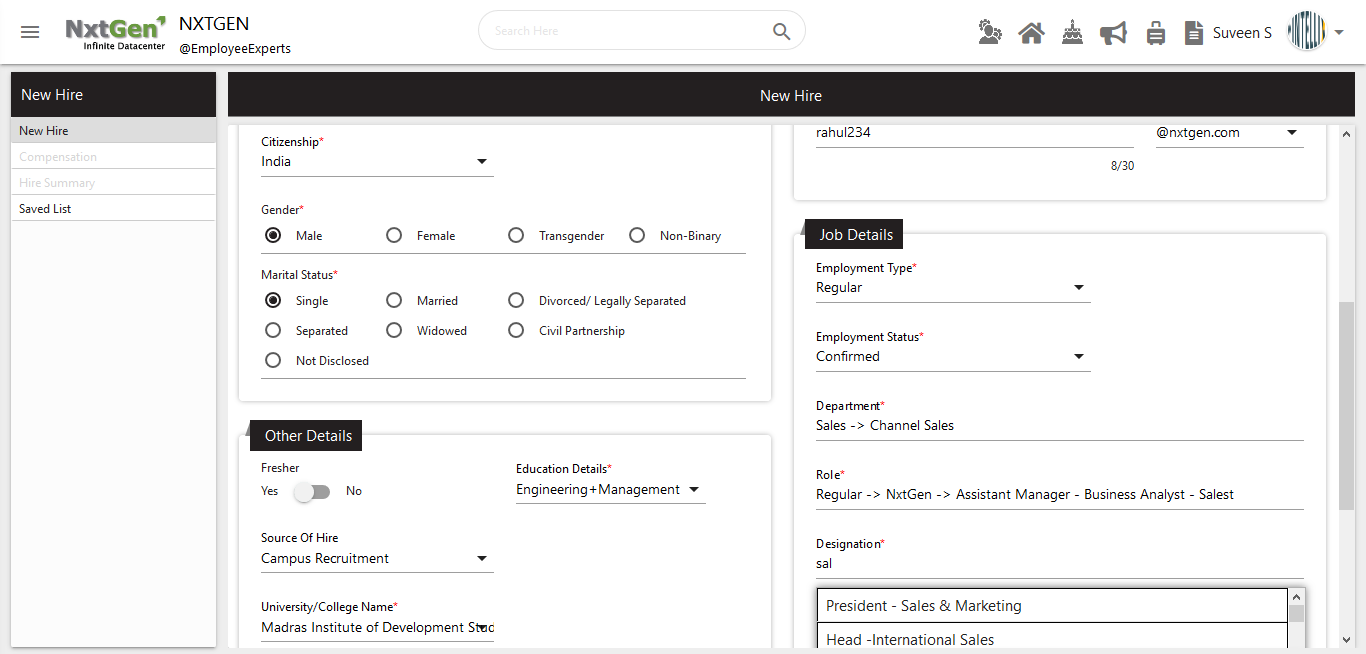 NxtGen
Infinite Datacenter
NXTGEN
@EmployeeExperts
Search Here
Suveen S
INTELLI
New Hire
New Hire
Compensation
Hire Summary
Saved List
New Hire
Citizenship*
India
Gender*
Male Female Transgender Non-Binary
Marital Status*
Single Married Divorced/ Legally Separated
Separated Widowed Civil Partnership
Not Disclosed
Other Details
Fresher
Yes No
Education Details*
Engineering+Management
Source Of Hire
Campus Recruitment
University/College Name*
Madras Institute of Development Stud
rahul234 @nxtgen.com
8/30
Job Details
Employment Type*
Regular
Employment Status*
Confirmed
Department*
Sales -> Channel Sales
Role*
Regular -> NxtGen -> Assistant Manager - Business Analyst - Salest
Designation*
sal
President - Sales & Marketing
Head -International Sales